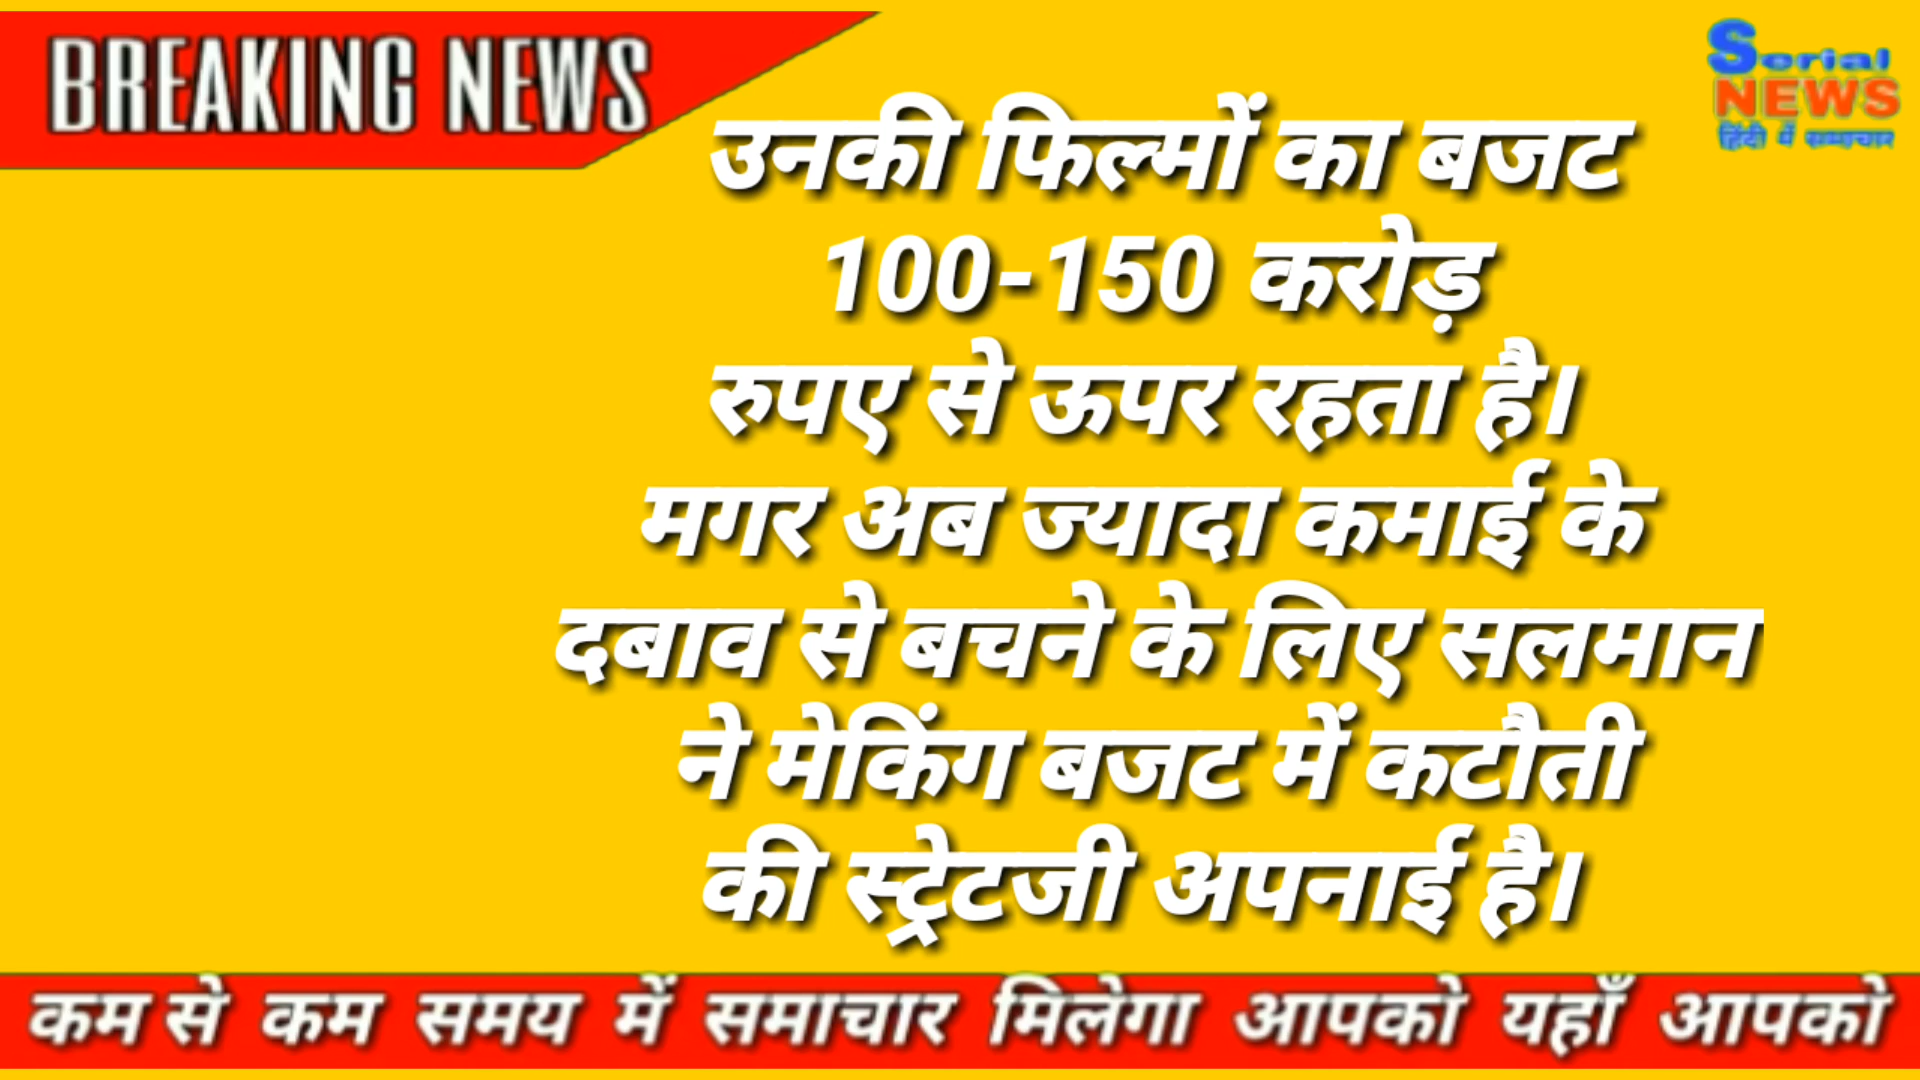 BREAKING NEWS
Serial
NEWS
हिंदी में समाचार
उनकी फिल्मों का बजट
100-150 करोड़
रुपए से ऊपर रहता है।
मगर अब ज्यादा कमाई के
दबाव से बचने के लिए सलमान
ने मेकिंग बजट में कटौती
की स्ट्रेटजी अपनाई है।
कम से कम समय में समाचार मिलेगा आपको यहाँ आपको